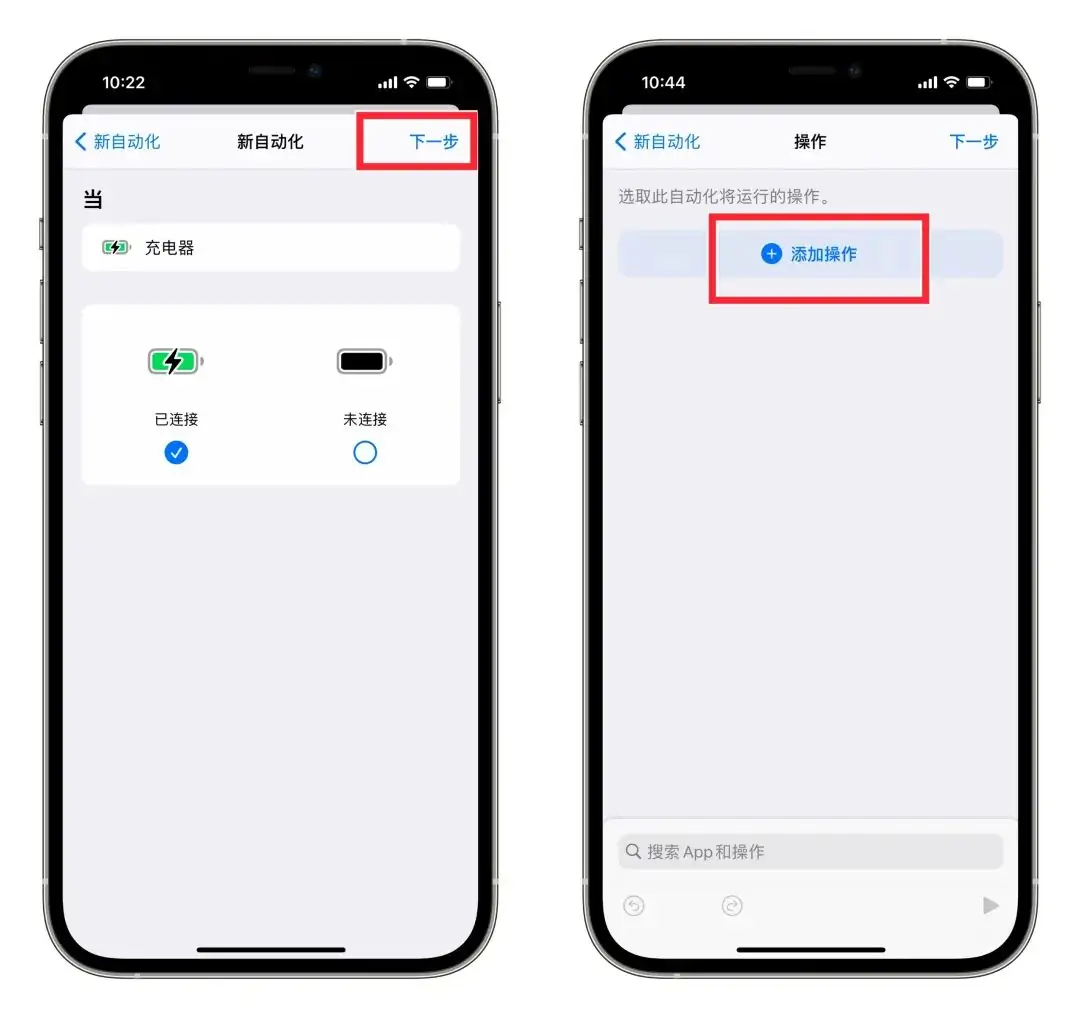 10:22
新自动化
新自动化
下一步
当
充电器
已连接
未连接
10:44
新自动化
操作
下一步
选取此自动化将运行的操作。
添加操作
搜索 App 和操作